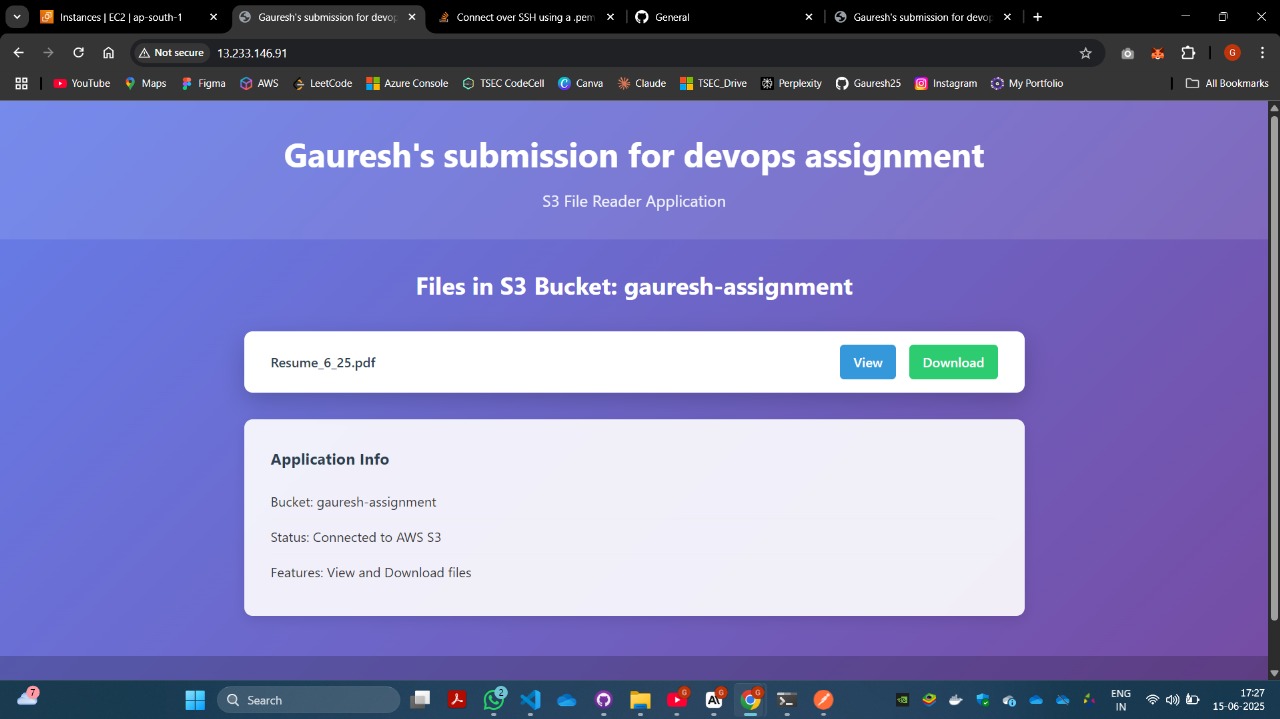 Instances | EC2 | ap-south-1
Gauresh's submission for devop
Connect over SSH using a .pem
General
Gauresh's submission for devop
Not secure
13.233.146.91
G
YouTube
Maps
Figma
AWS
LeetCode
Azure Console
TSEC CodeCell
Canva
Claude
TSEC_Drive
Perplexity
Gauresh25
Instagram
My Portfolio
All Bookmarks
Gauresh's submission for devops assignment
S3 File Reader Application
Files in S3 Bucket: gauresh-assignment
Resume_6_25.pdf
View
Download
Application Info
Bucket: gauresh-assignment
Status: Connected to AWS S3
Features: View and Download files
7
Search
2
G
G
G
ENG
IN
17:27
15-06-2025